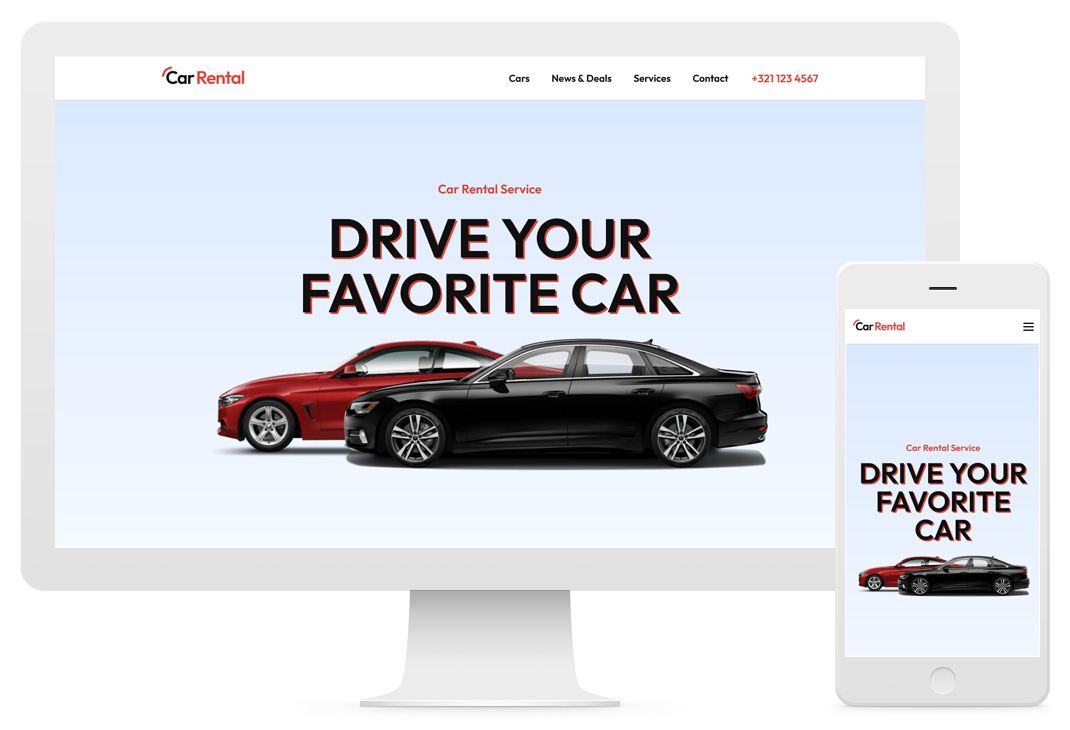 Car Rental
Cars News & Deals Services Contact +321 123 4567
Car Rental Service
DRIVE YOUR
FAVORITE CAR
Car Rental
Car Rental Service
DRIVE YOUR
FAVORITE
CAR